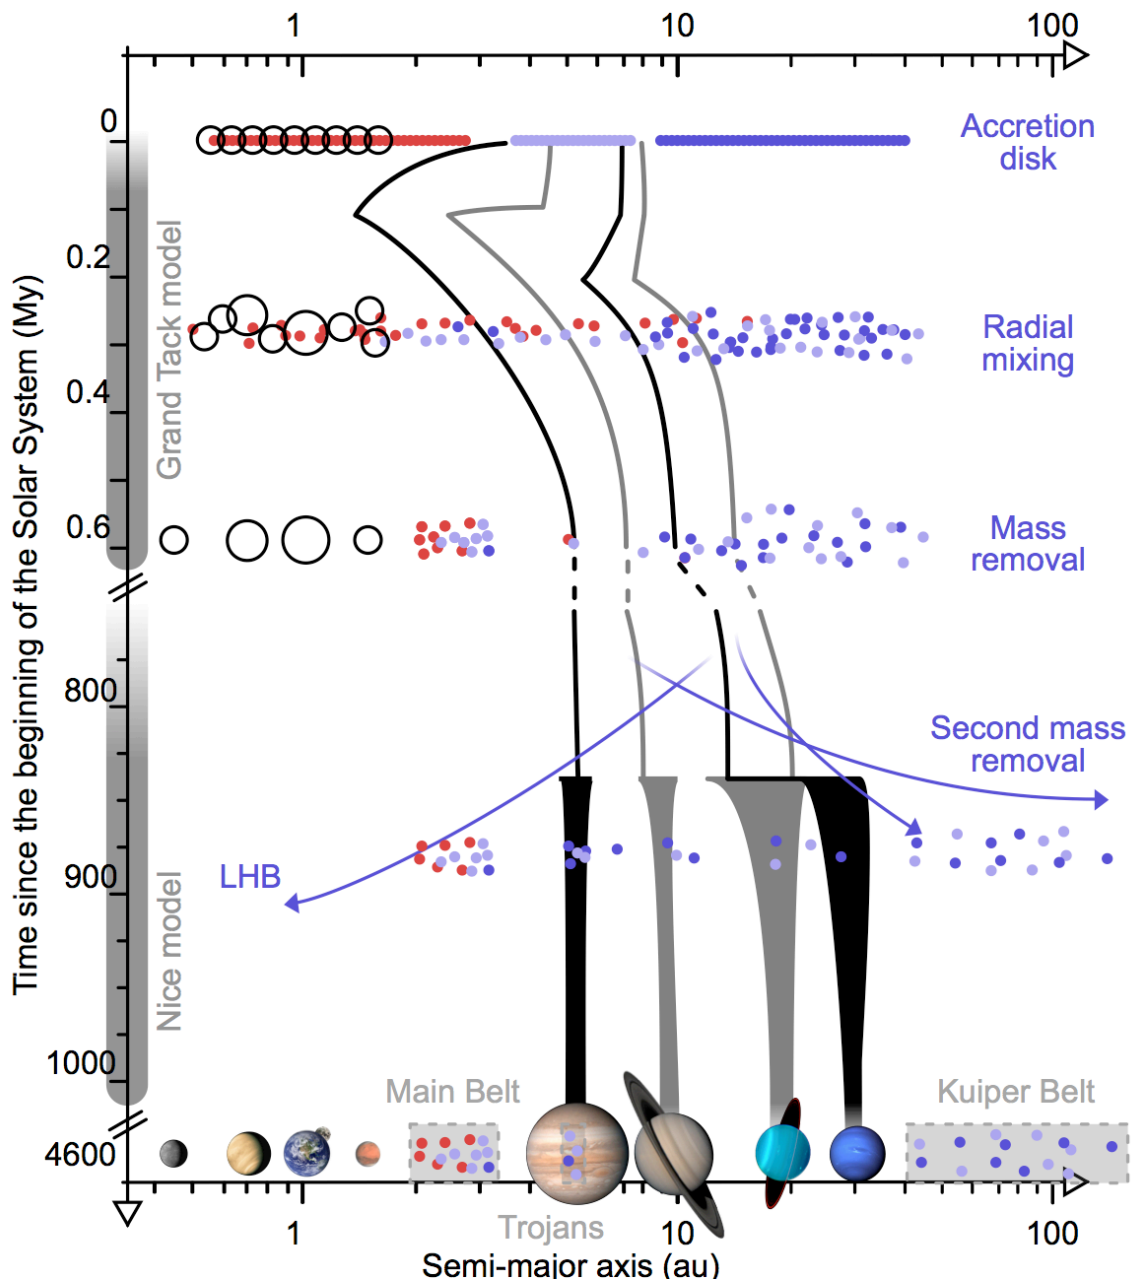 1 10 100
0
Accretion
disk
0.2
Radial
mixing
0.4
0.6
Mass
removal
Grand Tack model
Time since the beginning of the Solar System (My)
800
Second mass
removal
LHB
900
Nice model
1000
Main Belt
Kuiper Belt
4600
Trojans
1 10 100
Semi-major axis (au)